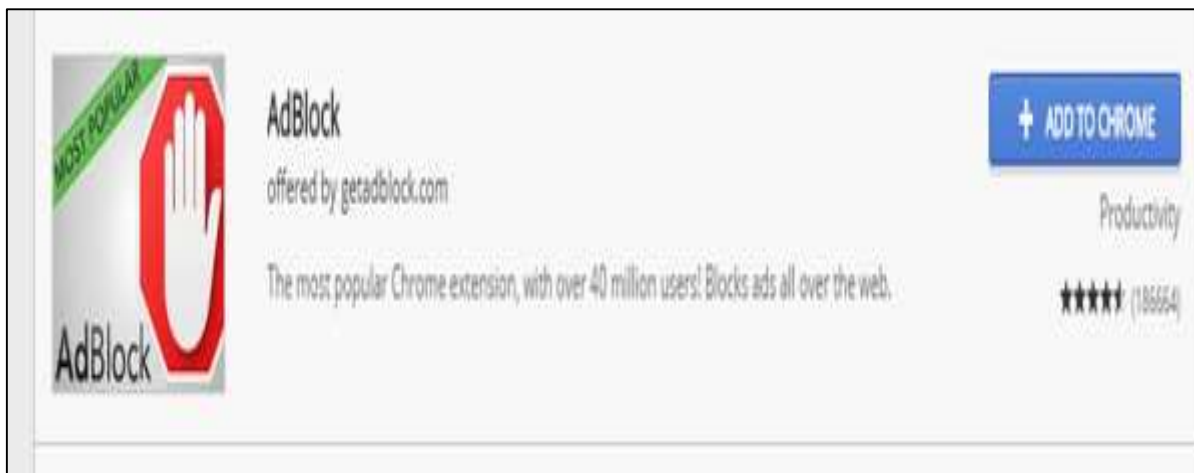 MOST POPULAR
AdBlock
AdBlock
offered by getadblock.com
The most popular Chrome extension, with over 40 million users! Blocks ads all over the web.
+ ADD TO CHROME
Productivity
(186664)